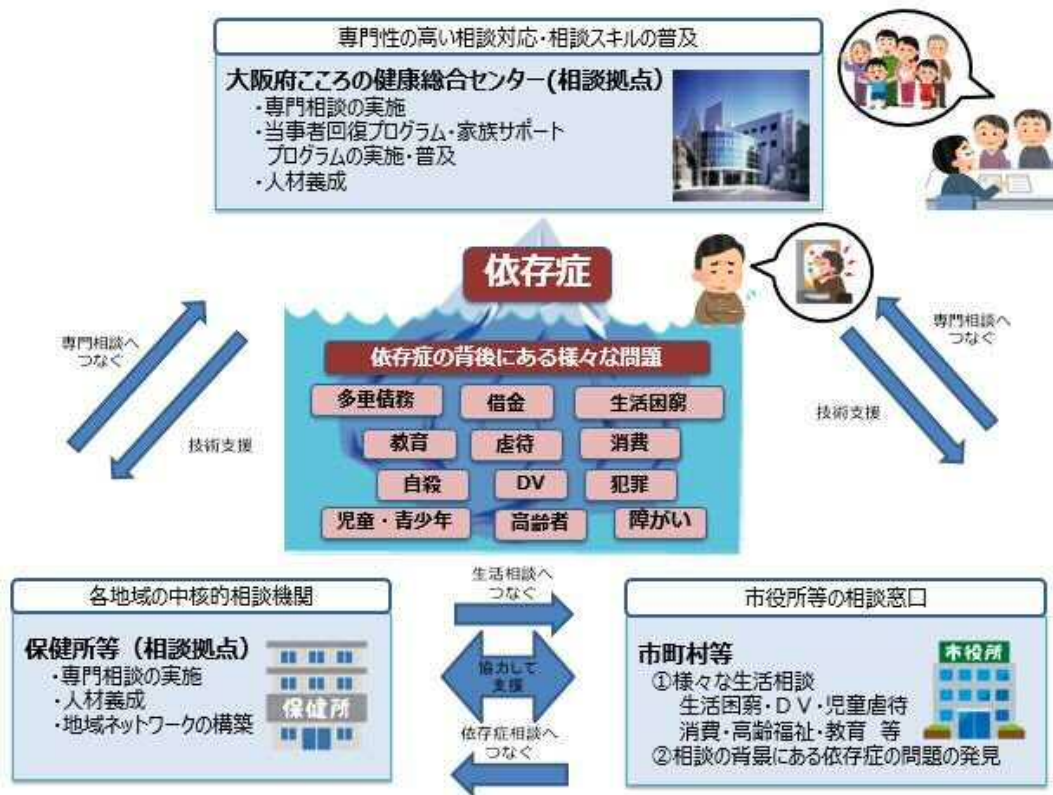 専門性の高い相談対応・相談スキルの普及
大阪府こころの健康総合センター(相談拠点)
・専門相談の実施
・当事者回復プログラム・家族サポート
プログラムの実施・普及
・人材義成
依存症
専門相談へ
つなぐ
技術支援
専門相談へ
つなぐ
技術支援
依存症の背後にある様々な問題
多重債務
借金
生活困窮
教育
虐待
消費
自殺
DV
犯罪
児童・青少年
高齢者
障がい
各地域の中核的相談機関
保健所等（相談拠点）
・専門相談の実施
・人材義成
・地域ネットワークの構築
保健所
生活相談へ
つなぐ
協力して
支援
依存症相談へ
つなぐ
市役所等の相談窓口
市町村等
①様々な生活相談
生活困窮・ＤＶ・児童虐待
消費・高齢福祉・教育 等
②相談の背景にある依存症の問題の発見
市役所